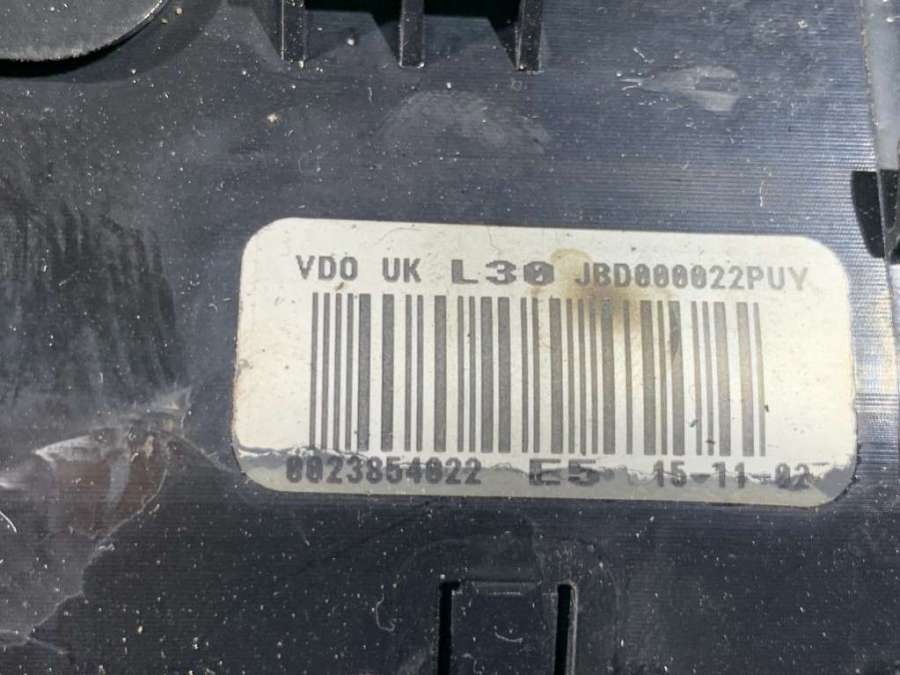 VDO UK L30 JBD000022PUY
0023854022 E5 15-11-02